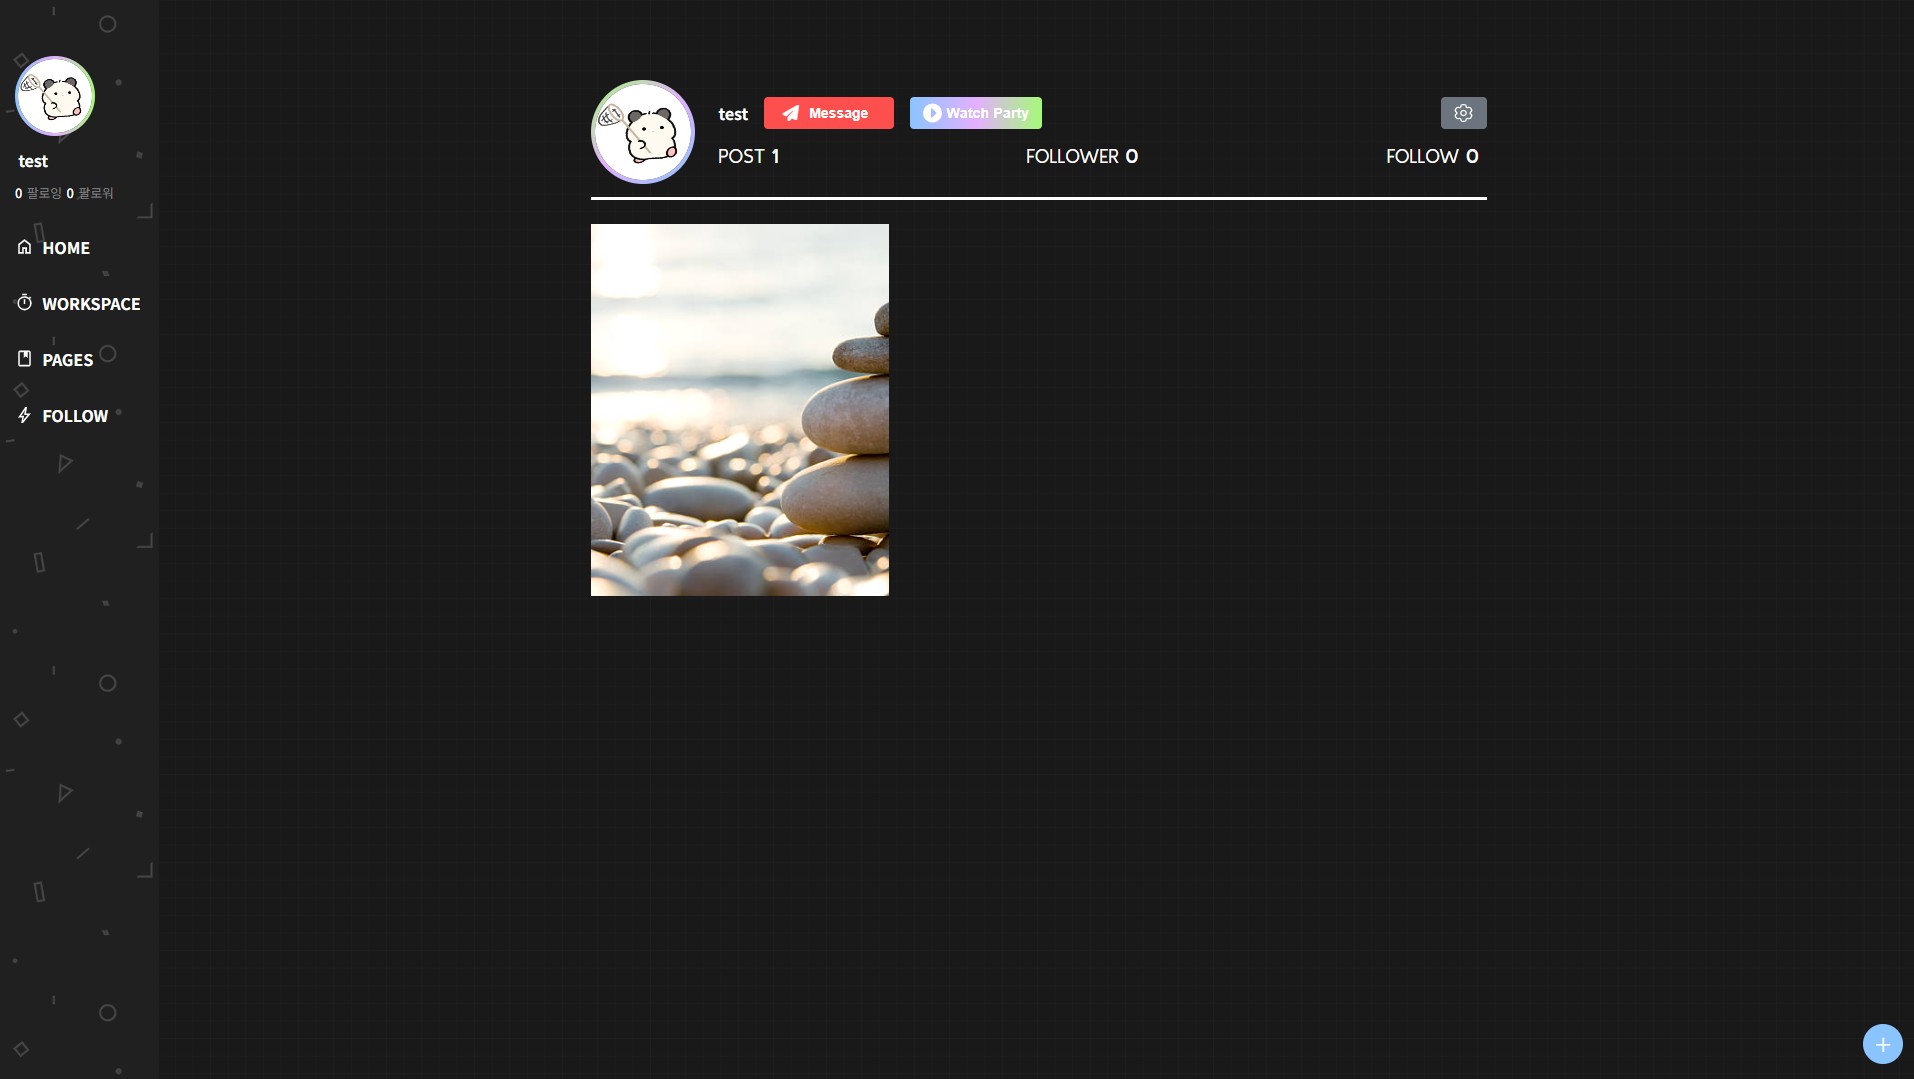 test
0 팔로잉 0 팔로워
HOME
WORKSPACE
PAGES
FOLLOW
test Message Watch Party
POST 1 FOLLOWER 0 FOLLOW 0